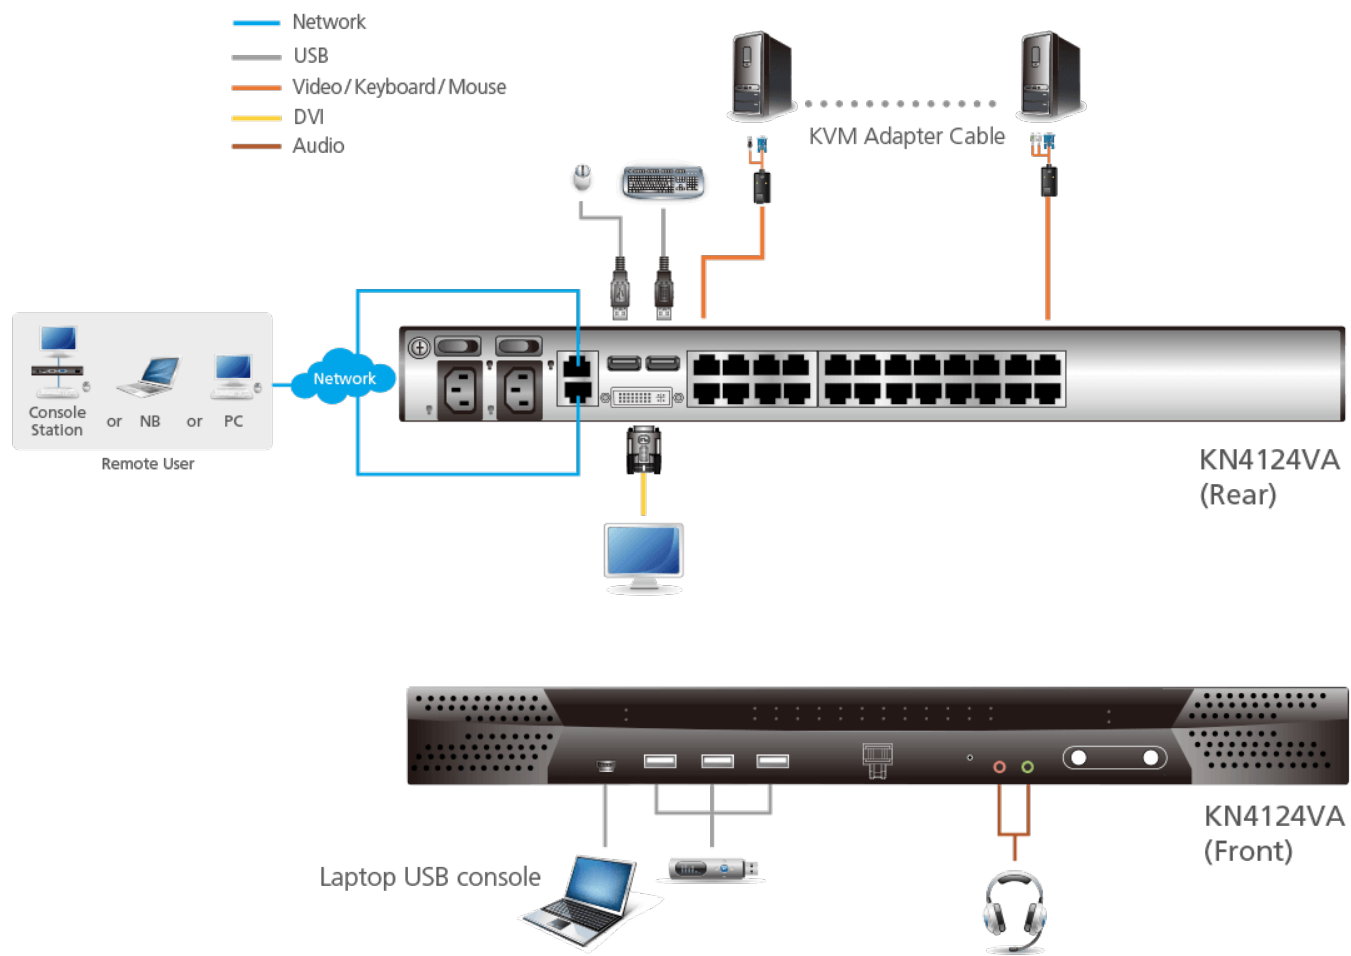 Network
USB
Video/Keyboard/Mouse
DVI
Audio
KVM Adapter Cable
Network
Console
Station
or
NB
or
PC
Remote User
KN4124VA
(Rear)
KN4124VA
(Front)
Laptop USB console